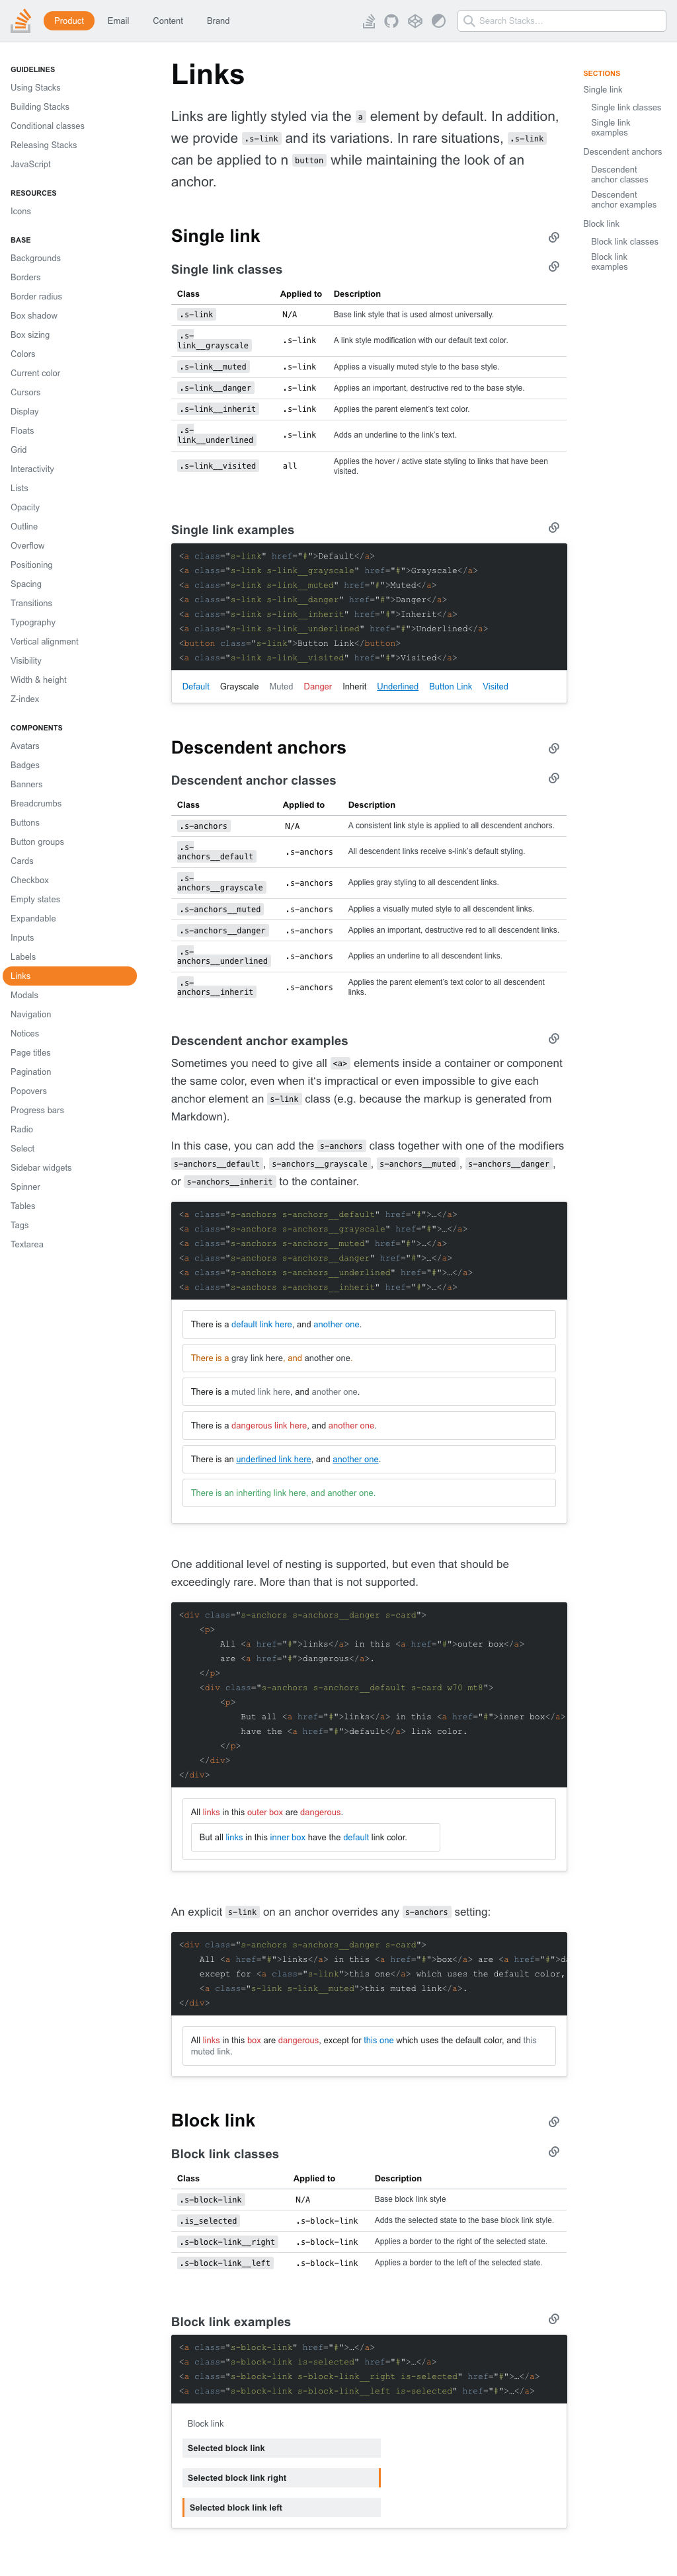 Product
Email
Content
Brand
Search Stacks…
GUIDELINES
Using Stacks
Building Stacks
Conditional classes
Releasing Stacks
JavaScript
RESOURCES
Icons
BASE
Backgrounds
Borders
Border radius
Box shadow
Box sizing
Colors
Current color
Cursors
Display
Floats
Grid
Interactivity
Lists
Opacity
Outline
Overflow
Positioning
Spacing
Transitions
Typography
Vertical alignment
Visibility
Width & height
Z-index
COMPONENTS
Avatars
Badges
Banners
Breadcrumbs
Buttons
Button groups
Cards
Checkbox
Empty states
Expandable
Inputs
Labels
Links
Modals
Navigation
Notices
Page titles
Pagination
Popovers
Progress bars
Radio
Select
Sidebar widgets
Spinner
Tables
Tags
Textarea
Links
Links are lightly styled via the a element by default. In addition,
we provide .s-link and its variations. In rare situations, .s-link
can be applied to n button while maintaining the look of an
anchor.
Single link
Single link classes
Class Applied to Description
.s-link N/A Base link style that is used almost universally.
.s-
link__grayscale .s-link A link style modification with our default text color.
.s-link__muted .s-link Applies a visually muted style to the base style.
.s-link__danger .s-link Applies an important, destructive red to the base style.
.s-link__inherit .s-link Applies the parent element's text color.
.s-
link__underlined .s-link Adds an underline to the link's text.
.s-link__visited all Applies the hover / active state styling to links that have been
visited.
Single link examples
<a class="s-link" href="#">Default</a>
<a class="s-link s-link__grayscale" href="#">Grayscale</a>
<a class="s-link s-link__muted" href="#">Muted</a>
<a class="s-link s-link__danger" href="#">Danger</a>
<a class="s-link s-link__inherit" href="#">Inherit</a>
<a class="s-link s-link__underlined" href="#">Underlined</a>
<button class="s-link">Button Link</button>
<a class="s-link s-link__visited" href="#">Visited</a>
Default Grayscale Muted Danger Inherit Underlined Button Link Visited
Descendent anchors
Descendent anchor classes
Class Applied to Description
.s-anchors N/A A consistent link style is applied to all descendent anchors.
.s-
anchors__default .s-anchors All descendent links receive s-link's default styling.
.s-
anchors__grayscale .s-anchors Applies gray styling to all descendent links.
.s-anchors__muted .s-anchors Applies a visually muted style to all descendent links.
.s-anchors__danger .s-anchors Applies an important, destructive red to all descendent links.
.s-
anchors__underlined .s-anchors Applies an underline to all descendent links.
.s-
anchors__inherit .s-anchors Applies the parent element's text color to all descendent
links.
Descendent anchor examples
Sometimes you need to give all <a> elements inside a container or component
the same color, even when it's impractical or even impossible to give each
anchor element an s-link class (e.g. because the markup is generated from
Markdown).
In this case, you can add the s-anchors class together with one of the modifiers
s-anchors__default, s-anchors__grayscale, s-anchors__muted, s-anchors__danger,
or s-anchors__inherit to the container.
<a class="s-anchors s-anchors__default" href="#">…</a>
<a class="s-anchors s-anchors__grayscale" href="#">…</a>
<a class="s-anchors s-anchors__muted" href="#">…</a>
<a class="s-anchors s-anchors__danger" href="#">…</a>
<a class="s-anchors s-anchors__underlined" href="#">…</a>
<a class="s-anchors s-anchors__inherit" href="#">…</a>
There is a default link here, and another one.
There is a gray link here, and another one.
There is a muted link here, and another one.
There is a dangerous link here, and another one.
There is an underlined link here, and another one.
There is an inheriting link here, and another one.
One additional level of nesting is supported, but even that should be
exceedingly rare. More than that is not supported.
<div class="s-anchors s-anchors__danger s-card">
<p>
All <a href="#">links</a> in this <a href="#">outer box</a>
are <a href="#">dangerous</a>.
</p>
<div class="s-anchors s-anchors__default s-card w70 mt8">
<p>
But all <a href="#">links</a> in this <a href="#">inner box</a>
have the <a href="#">default</a> link color.
</p>
</div>
</div>
All links in this outer box are dangerous.
But all links in this inner box have the default link color.
An explicit s-link on an anchor overrides any s-anchors setting:
<div class="s-anchors s-anchors__danger s-card">
All <a href="#">links</a> in this <a href="#">box</a> are <a href="#">d
except for <a class="s-link">this one</a> which uses the default color,
<a class="s-link s-link__muted">this muted link</a>.
</div>
All links in this box are dangerous, except for this one which uses the default color, and this
muted link.
Block link
Block link classes
Class Applied to Description
.s-block-link N/A Base block link style
.is_selected .s-block-link Adds the selected state to the base block link style.
.s-block-link__right .s-block-link Applies a border to the right of the selected state.
.s-block-link__left .s-block-link Applies a border to the left of the selected state.
Block link examples
<a class="s-block-link" href="#">…</a>
<a class="s-block-link is-selected" href="#">…</a>
<a class="s-block-link s-block-link__right is-selected" href="#">…</a>
<a class="s-block-link s-block-link__left is-selected" href="#">…</a>
Block link
Selected block link
Selected block link right
Selected block link left
SECTIONS
Single link
Single link classes
Single link
examples
Descendent anchors
Descendent
anchor classes
Descendent
anchor examples
Block link
Block link classes
Block link
examples